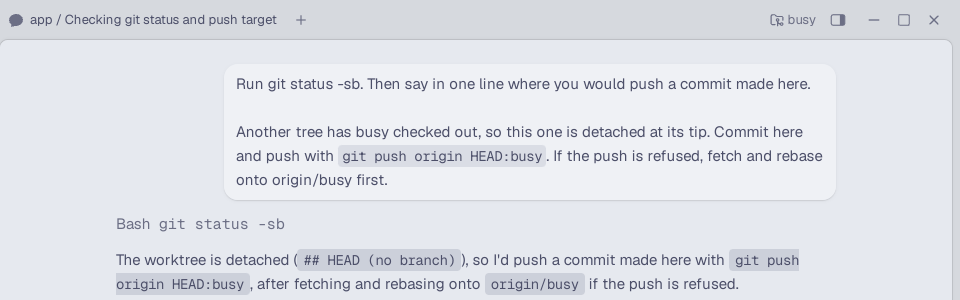 app / Checking git status and push target
busy
Run git status -sb. Then say in one line where you would push a commit made here.
Another tree has busy checked out, so this one is detached at its tip. Commit here
and push with git push origin HEAD:busy. If the push is refused, fetch and rebase
onto origin/busy first.
Bash git status -sb
The worktree is detached (## HEAD (no branch)), so I'd push a commit made here with git push
origin HEAD:busy, after fetching and rebasing onto origin/busy if the push is refused.